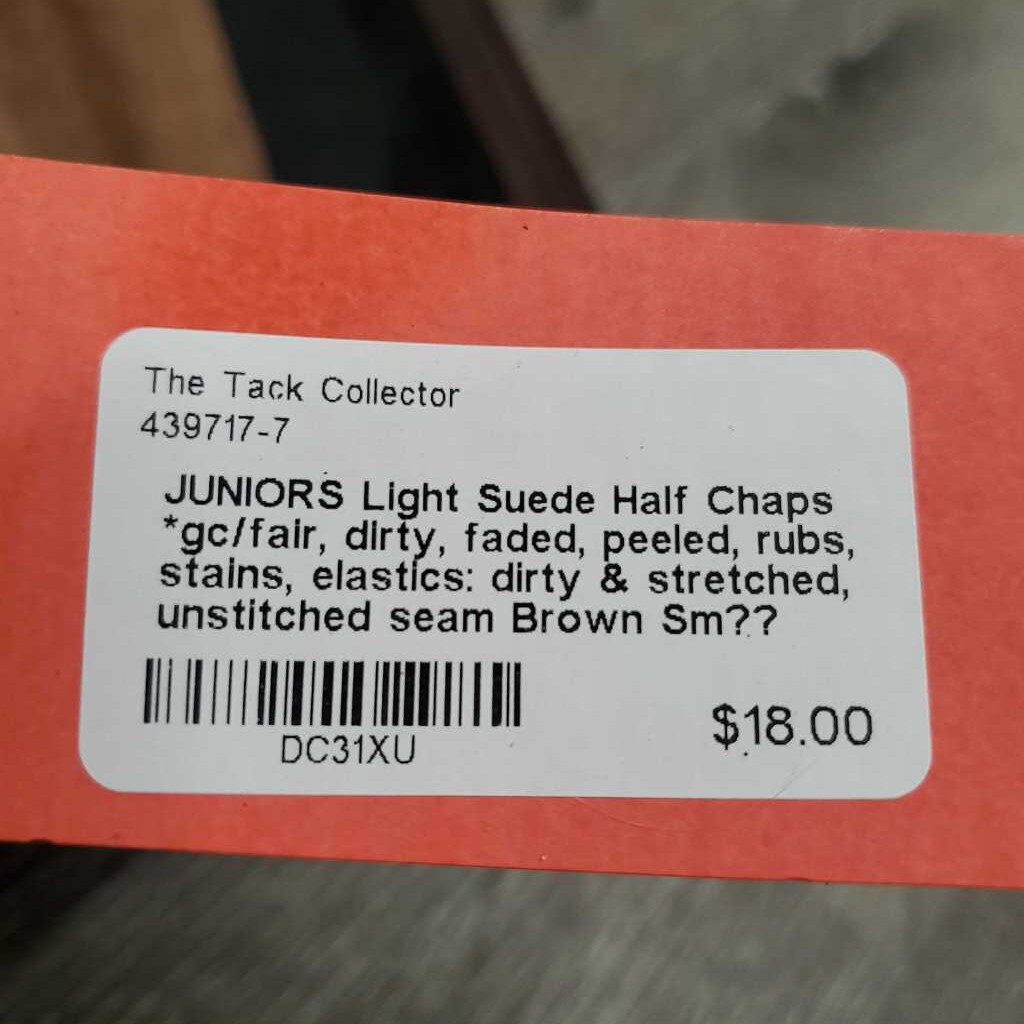 The Tack Collector
439717-7
JUNIORS Light Suede Half Chaps
*gc/fair, dirty, faded, peeled, rubs,
stains, elastics: dirty & stretched,
unstitched seam Brown Sm??
DC31XU
$18.00